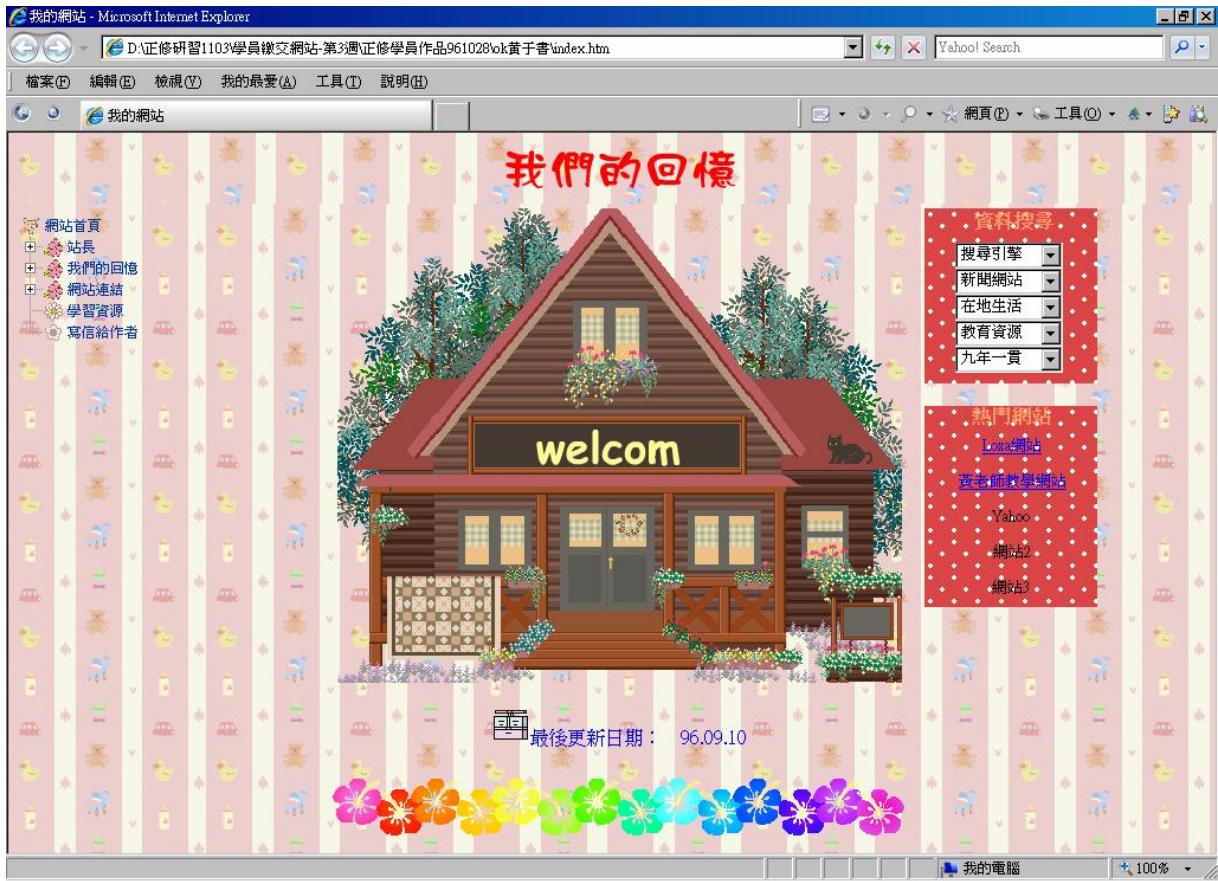 我的網站 - Microsoft Internet Explorer
D:\正修研習1103\學員繳交網站-第3週\正修學員作品961028\ok黃于書\index.htm
Yahoo! Search
檔案(F) 編輯(E) 檢視(V) 我的最愛(A) 工具(T) 說明(H)
我的網站
網頁(P) 工具(O)
我們的回憶
網站首頁
站長
我們的回憶
網站連結
學習資源
寫信給作者
welcom
資料搜尋
搜尋引擎
新聞網站
在地生活
教育資源
九年一貫
熱門網站
Loxa網站
黃老師教學網站
Yahoo
網站2
網站3
最後更新日期： 96.09.10
我的電腦
100%